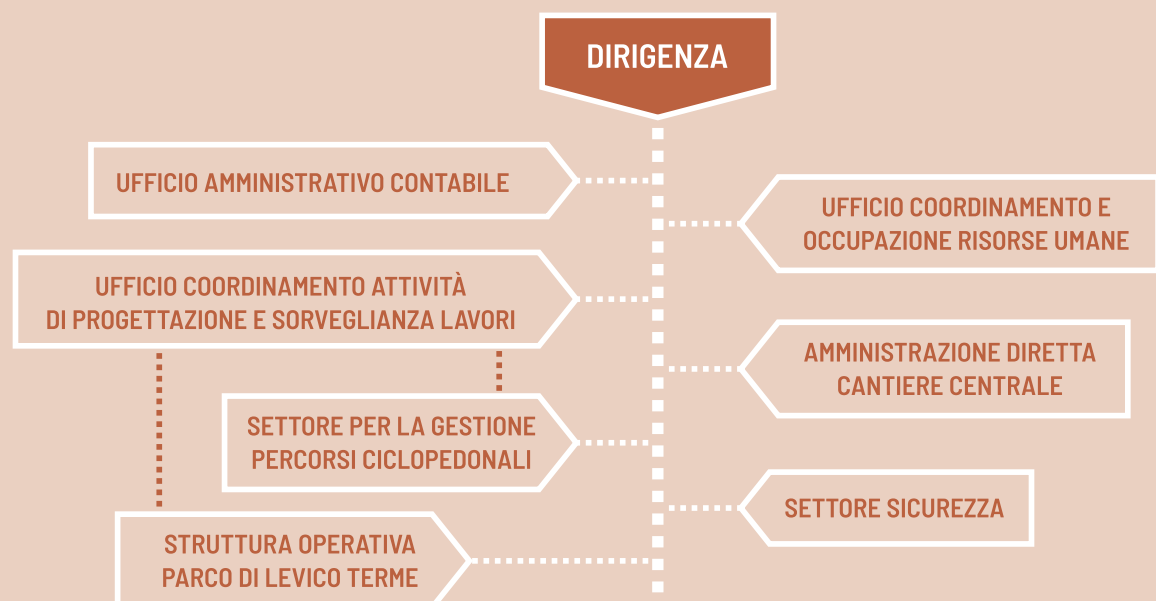 DIRIGENZA
UFFICIO AMMINISTRATIVO CONTABILE
UFFICIO COORDINAMENTO E
OCCUPAZIONE RISORSE UMANE
UFFICIO COORDINAMENTO ATTIVITÀ
DI PROGETTAZIONE E SORVEGLIANZA LAVORI
AMMINISTRAZIONE DIRETTA
CANTIERE CENTRALE
SETTORE PER LA GESTIONE
PERCORSI CICLOPEDONALI
SETTORE SICUREZZA
STRUTTURA OPERATIVA
PARCO DI LEVICO TERME